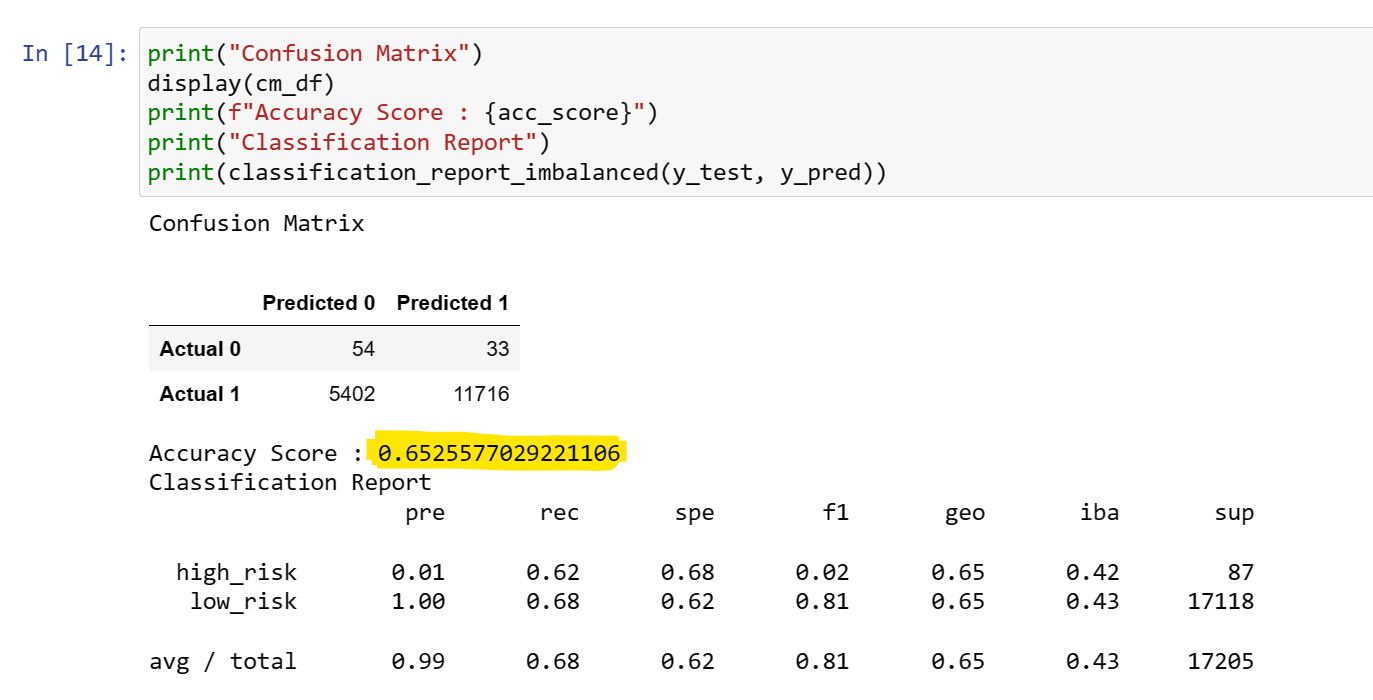 In [14]: print("Confusion Matrix")
display(cm_df)
print(f"Accuracy Score : {acc_score}")
print("Classification Report")
print(classification_report_imbalanced(y_test, y_pred))
Confusion Matrix
Predicted 0 Predicted 1
Actual 0 54 33
Actual 1 5402 11716
Accuracy Score : 0.6525577029221106
Classification Report
pre rec spe f1 geo iba sup
high_risk 0.01 0.62 0.68 0.02 0.65 0.42 87
low_risk 1.00 0.68 0.62 0.81 0.65 0.43 17118
avg / total 0.99 0.68 0.62 0.81 0.65 0.43 17205